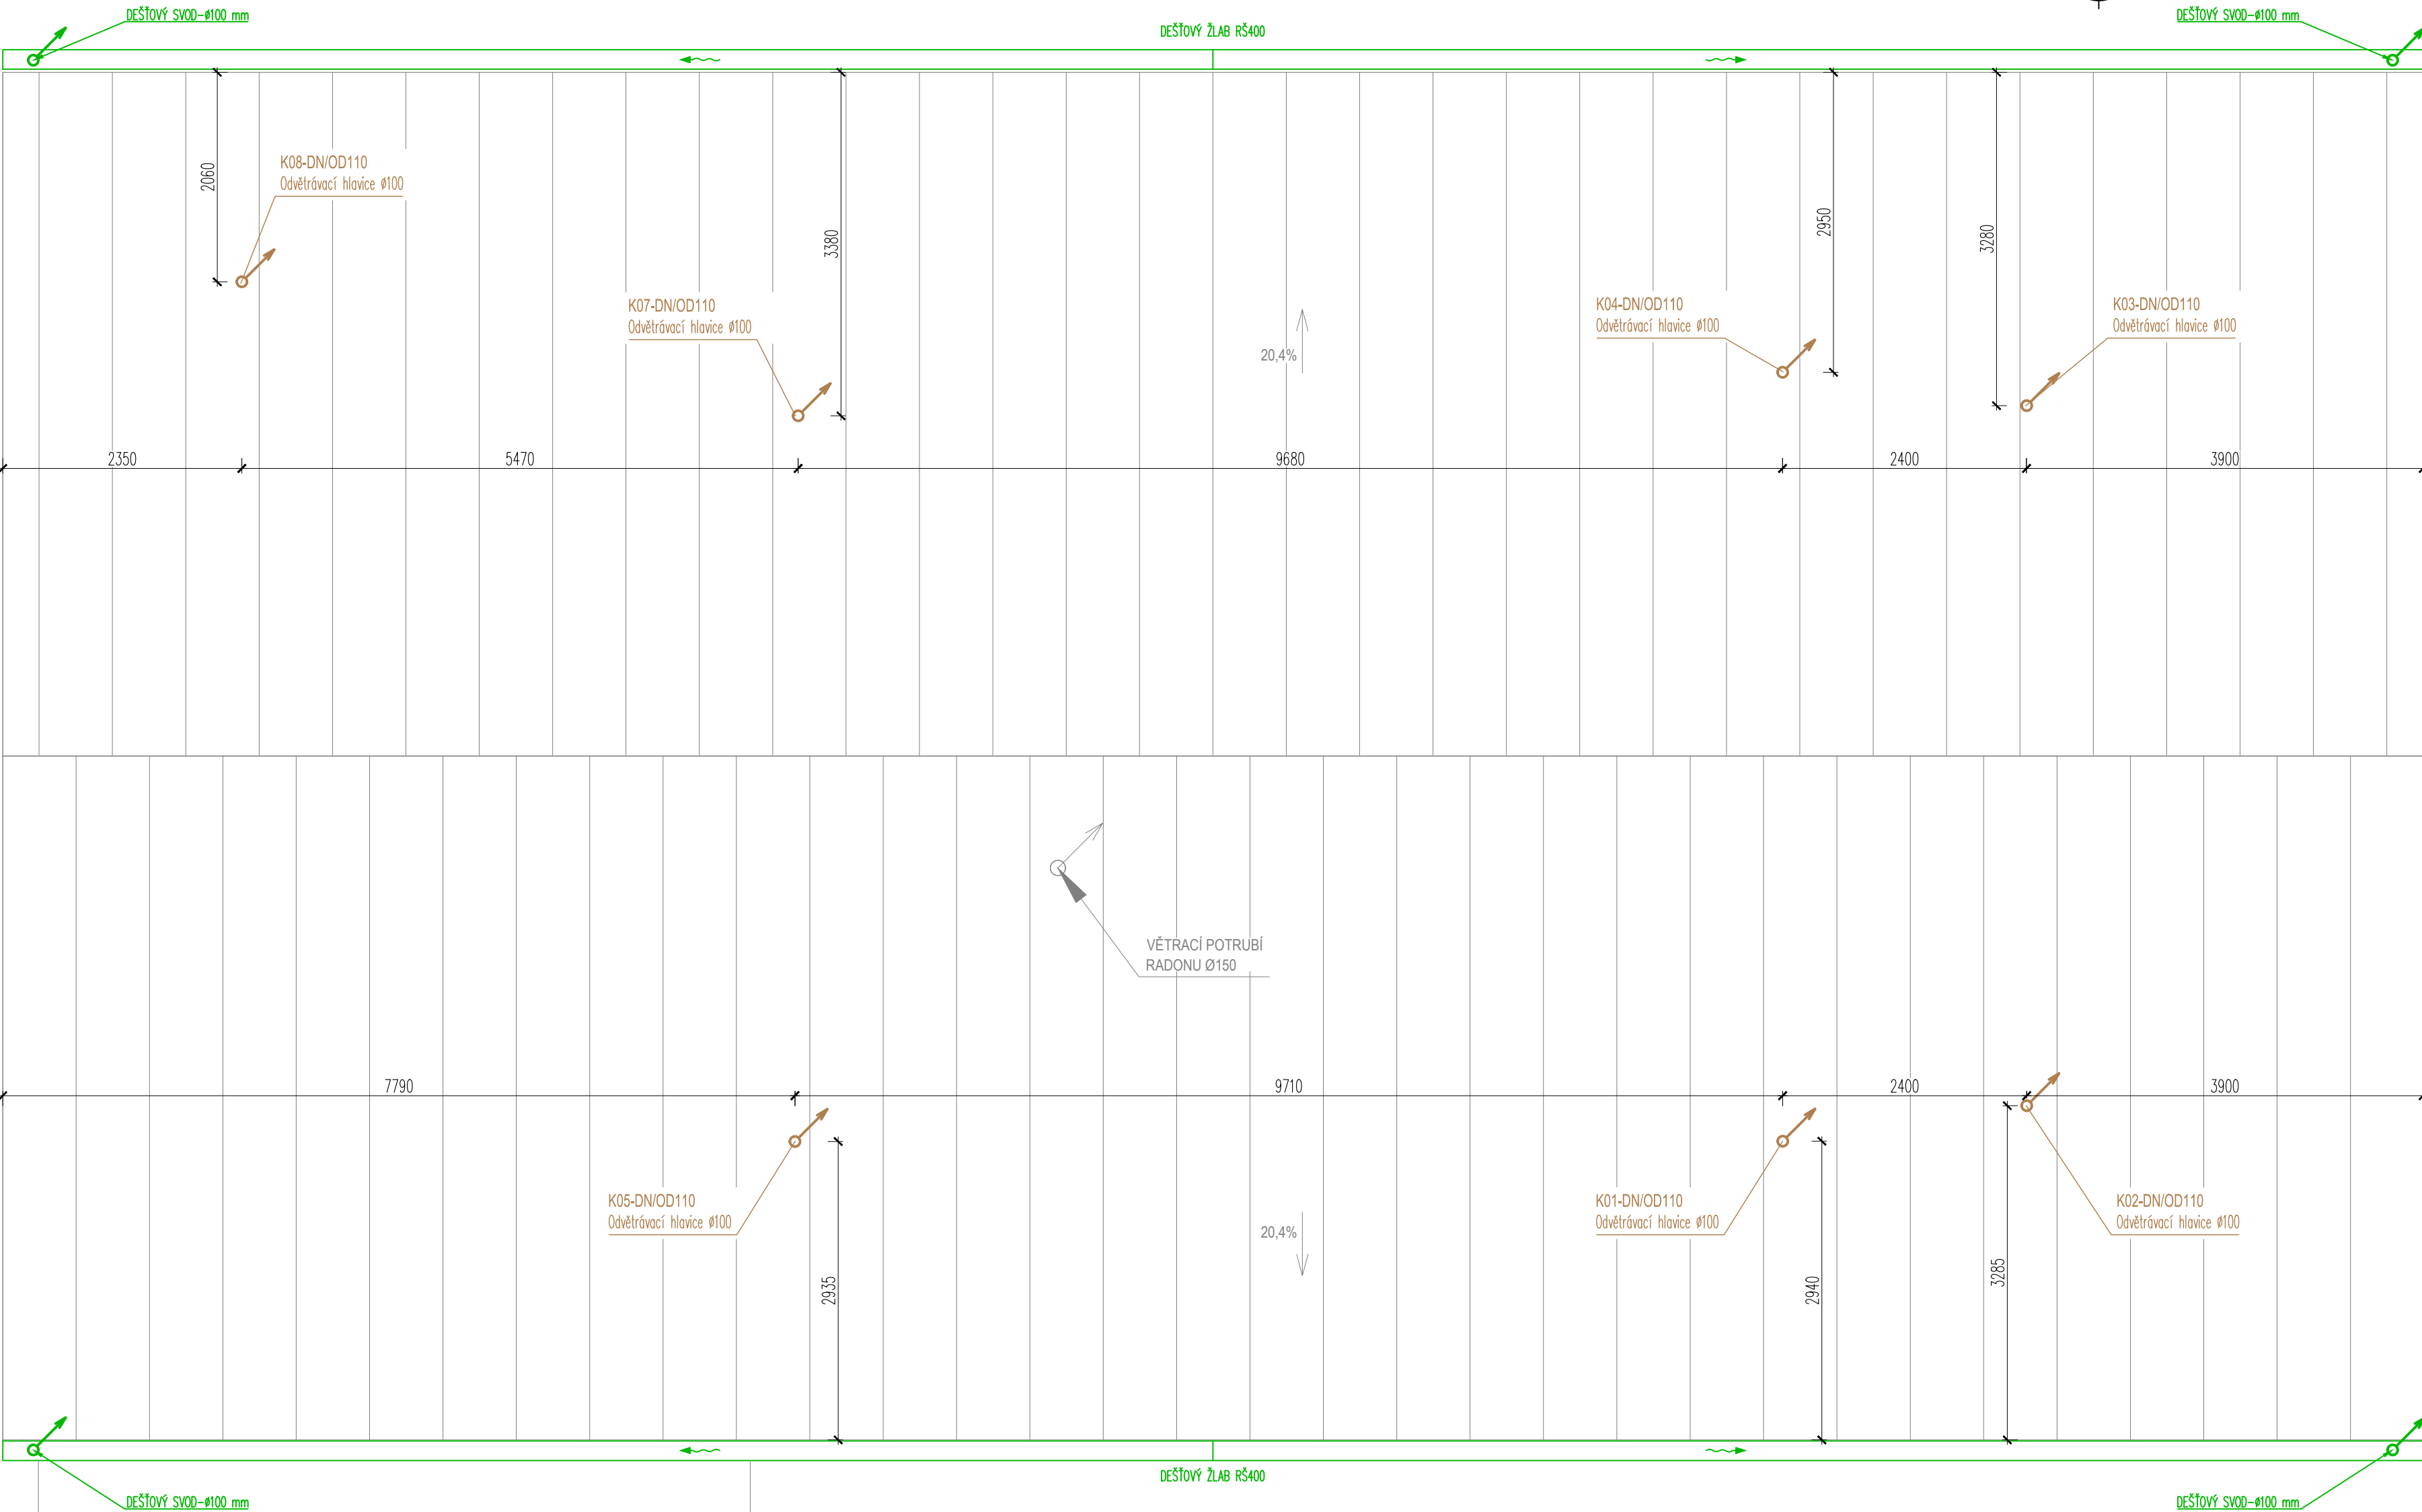 DEŠŤOVÝ SVOD-ø100 mm
DEŠŤOVÝ SVOD-ø100 mm
DEŠŤOVÝ ŽLAB RŠ400
2060
K08-DN/OD110
Odvětrávací hlavice ø100
3380
K07-DN/OD110
Odvětrávací hlavice ø100
20,4%
2950
K04-DN/OD110
Odvětrávací hlavice ø100
3280
K03-DN/OD110
Odvětrávací hlavice ø100
2350
5470
9680
2400
3900
VĚTRACÍ POTRUBÍ
RADONU Ø150
7790
9710
2400
3900
K05-DN/OD110
Odvětrávací hlavice ø100
2935
20,4%
K01-DN/OD110
Odvětrávací hlavice ø100
2940
3285
K02-DN/OD110
Odvětrávací hlavice ø100
DEŠŤOVÝ ŽLAB RŠ400
DEŠŤOVÝ SVOD-ø100 mm
DEŠŤOVÝ SVOD-ø100 mm